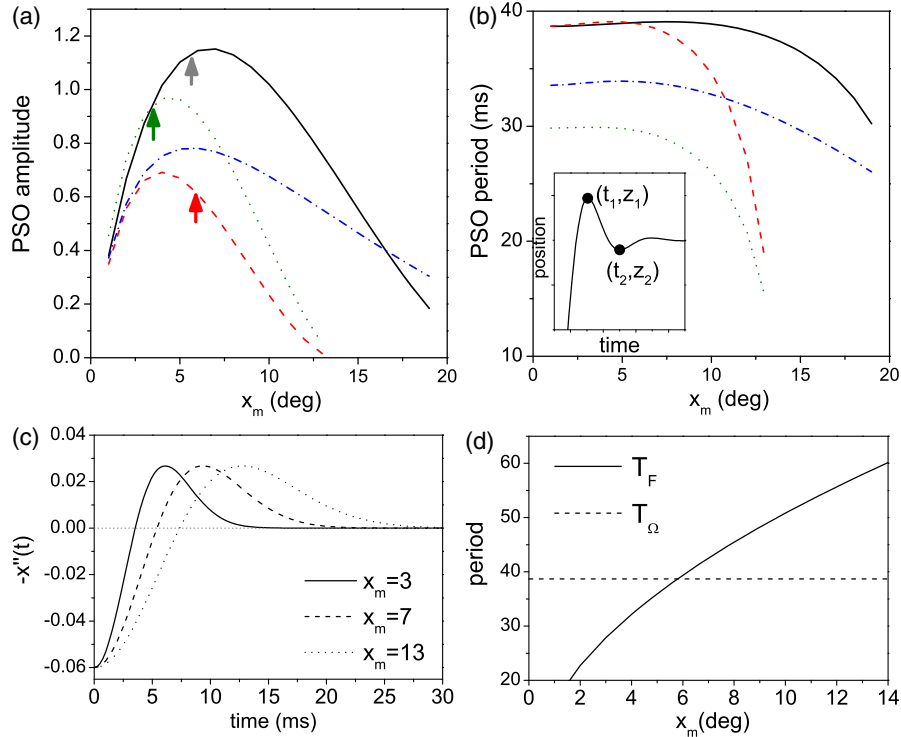 (a)
PSO amplitude
1.2
1.0
0.8
0.6
0.4
0.2
0.0
0 5 10 15 20
x_m (deg)
(b)
PSO period (ms)
40
30
20
10
0 5 10 15 20
x_m (deg)
position
(t_1,z_1)
(t_2,z_2)
time
(c)
-x''(t)
0.04
0.02
0.00
-0.02
-0.04
-0.06
0 5 10 15 20 25 30
time (ms)
x_m=3
x_m=7
x_m=13
(d)
period
60
50
40
30
20
0 2 4 6 8 10 12 14
x_m(deg)
T_F
T_Ω